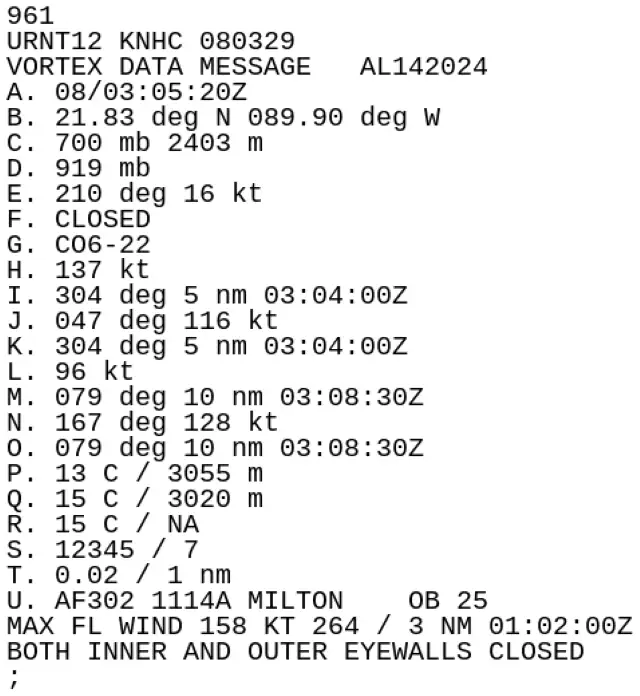 961
URNT12 KNHC 080329
VORTEX DATA MESSAGE   AL142024
A. 08/03:05:20Z
B. 21.83 deg N 089.90 deg W
C. 700 mb 2403 m
D. 919 mb
E. 210 deg 16 kt
F. CLOSED
G. CO6-22
H. 137 kt
I. 304 deg 5 nm 03:04:00Z
J. 047 deg 116 kt
K. 304 deg 5 nm 03:04:00Z
L. 96 kt
M. 079 deg 10 nm 03:08:30Z
N. 167 deg 128 kt
O. 079 deg 10 nm 03:08:30Z
P. 13 C / 3055 m
Q. 15 C / 3020 m
R. 15 C / NA
S. 12345 / 7
T. 0.02 / 1 nm
U. AF302 1114A MILTON    OB 25
MAX FL WIND 158 KT 264 / 3 NM 01:02:00Z
BOTH INNER AND OUTER EYEWALLS CLOSED
;